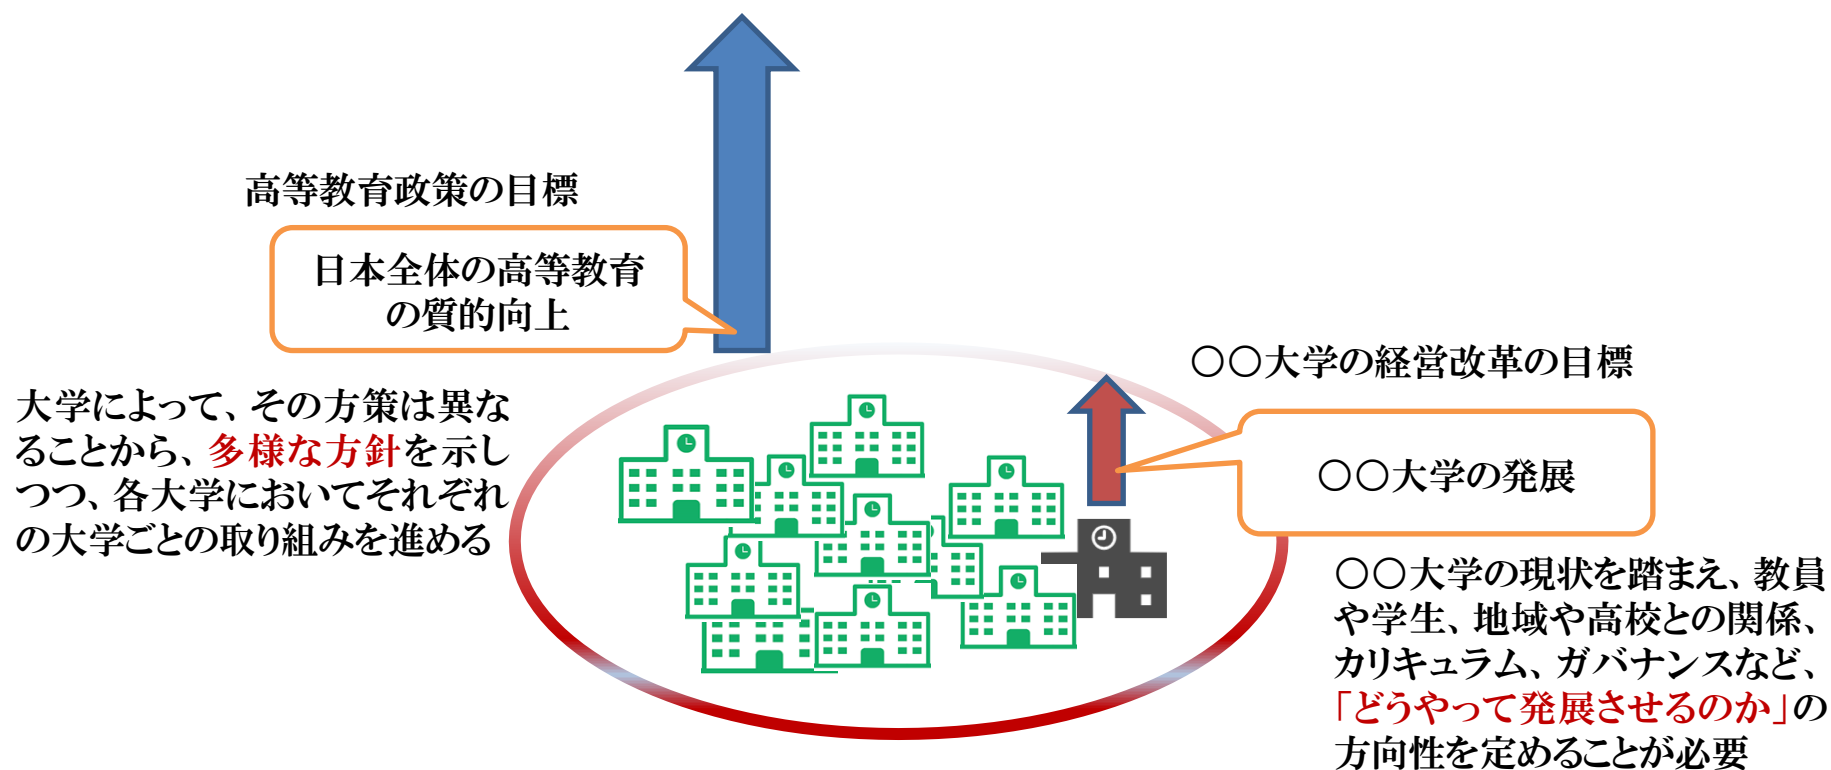 高等教育政策の目標
日本全体の高等教育
の質的向上
大学によって、その方策は異な
ることから、多様な方針を示し
つつ、各大学においてそれぞれ
の大学ごとの取り組みを進める
〇〇大学の経営改革の目標
〇〇大学の発展
〇〇大学の現状を踏まえ、教員
や学生、地域や高校との関係、
カリキュラム、ガバナンスなど、
「どうやって発展させるのか」の
方向性を定めることが必要